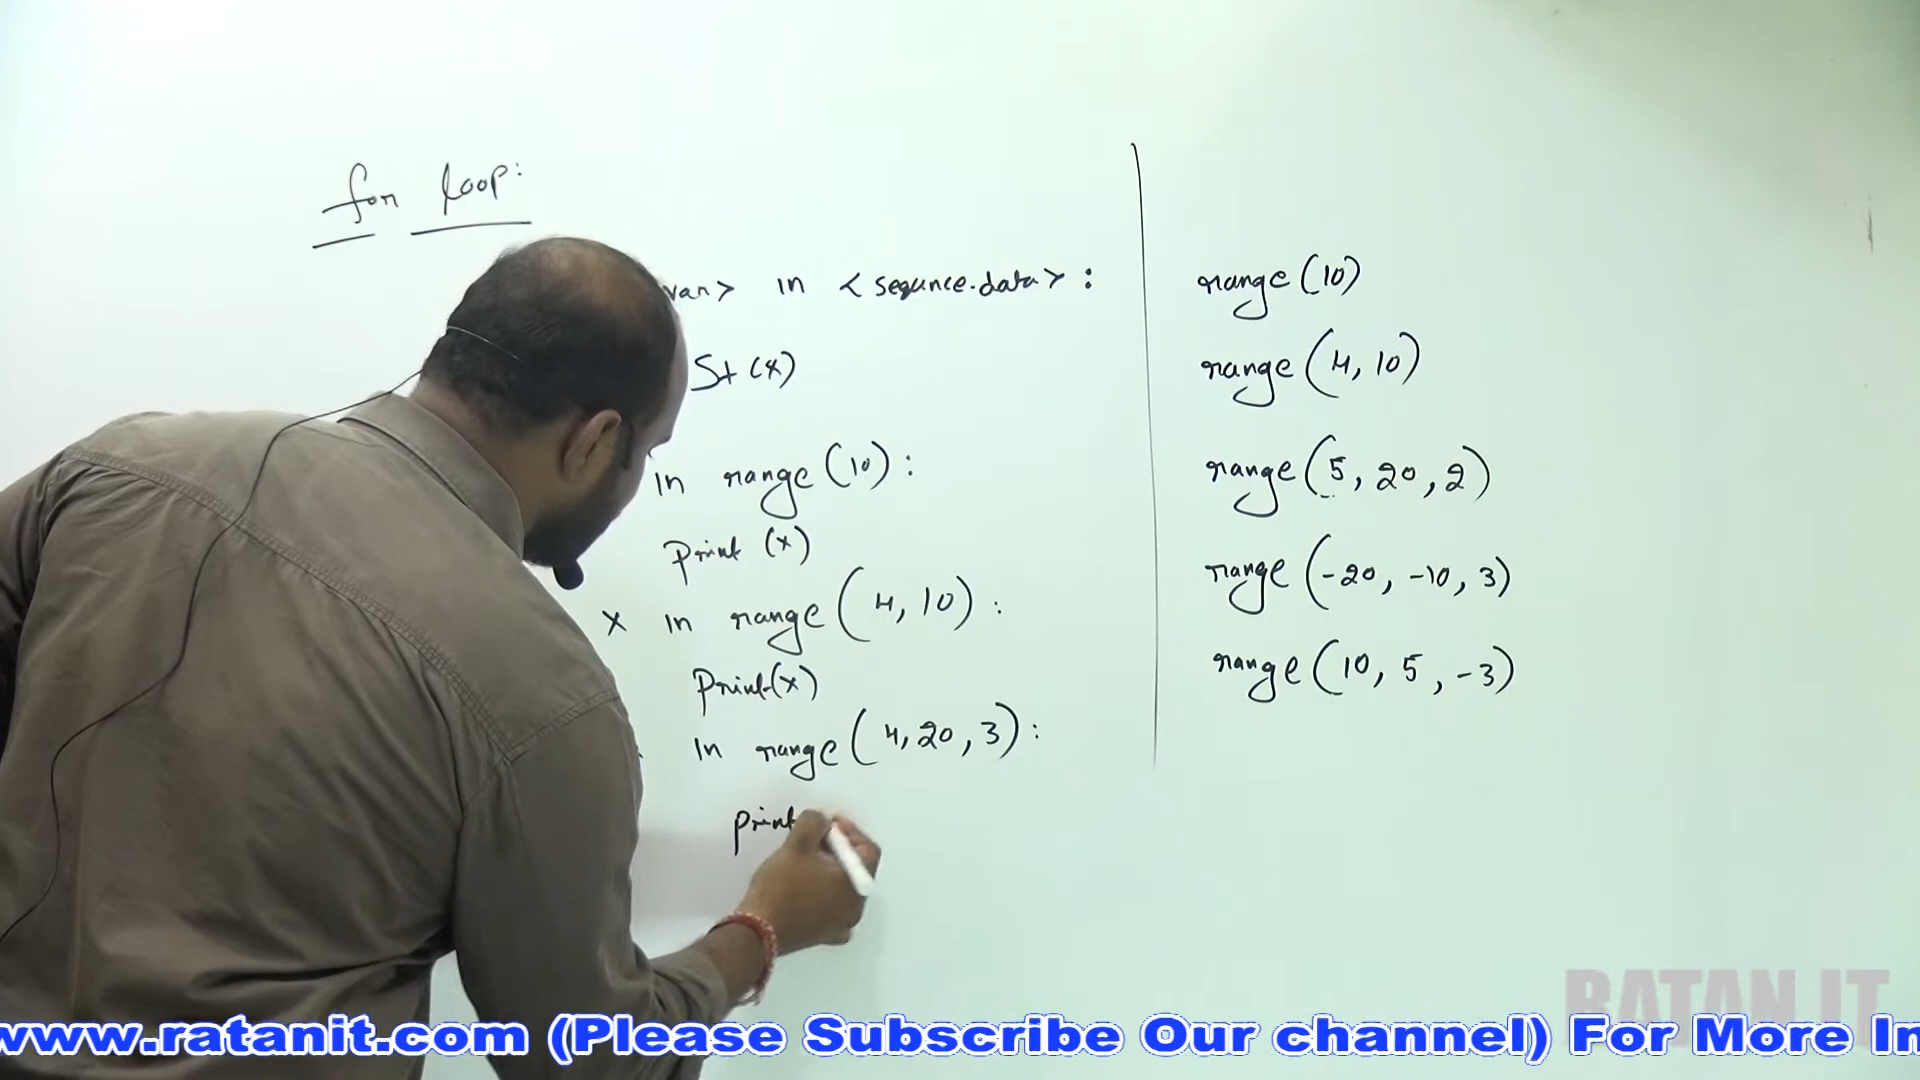 for loop:
var> in <sequnce.data> :
St (x)
in range (10) :
print (x)
x in range (4, 10) :
print(x)
in range (4, 20, 3) :
print
range (10)
range (4, 10)
range (5, 20, 2)
range (-20, -10, 3)
range (10, 5, -3)
RATAN IT
www.ratanit.com (Please Subscribe Our channel) For More In